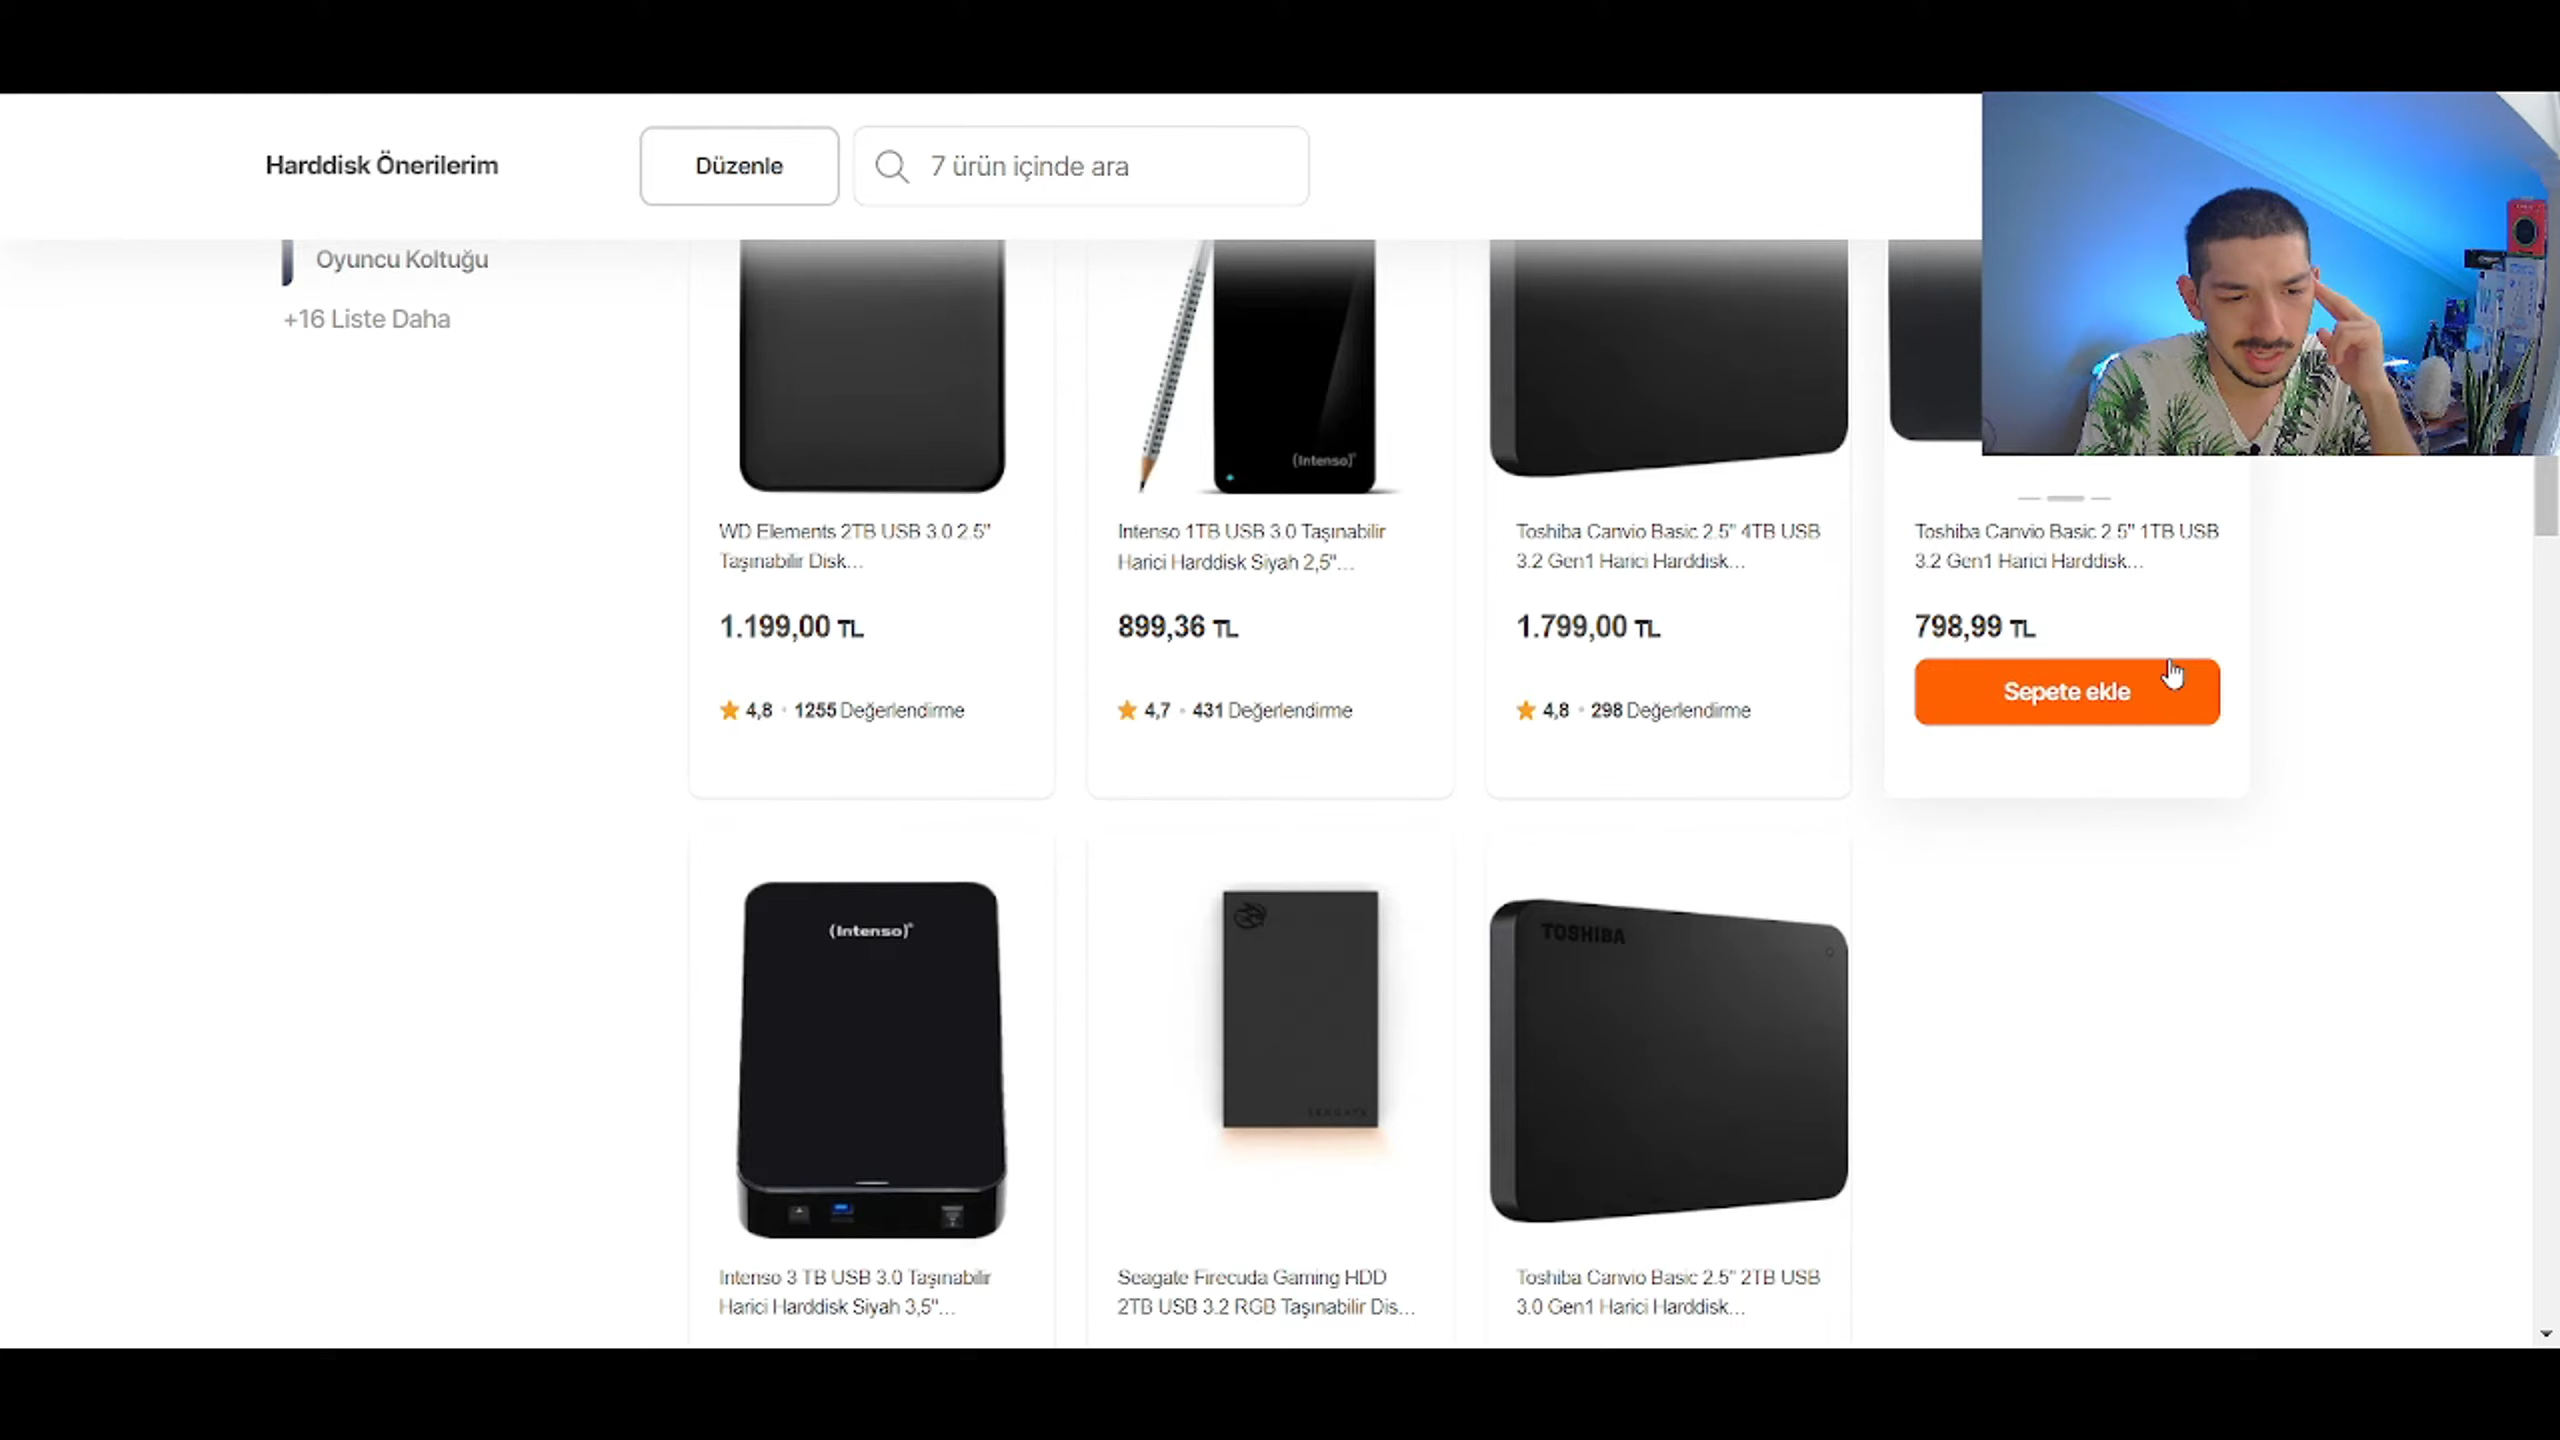 Harddisk Önerilerim
Düzenle
7 ürün içinde ara
Oyuncu Koltuğu
+16 Liste Daha
(Intenso)
WD Elements 2TB USB 3.0 2.5"
Taşınabilir Disk...
1.199,00 TL
4,8 • 1255 Değerlendirme
Intenso 1TB USB 3.0 Taşınabilir
Harici Harddisk Siyah 2,5"...
899,36 TL
4,7 • 431 Değerlendirme
Toshiba Canvio Basic 2.5" 4TB USB
3.2 Gen1 Harici Harddisk...
1.799,00 TL
4,8 • 298 Değerlendirme
Toshiba Canvio Basic 2.5" 1TB USB
3.2 Gen1 Harici Harddisk...
798,99 TL
Sepete ekle
(Intenso)
Intenso 3 TB USB 3.0 Taşınabilir
Harici Harddisk Siyah 3,5"...
SEAGATE
Seagate Firecuda Gaming HDD
2TB USB 3.2 RGB Taşınabilir Dis...
TOSHIBA
Toshiba Canvio Basic 2.5" 2TB USB
3.0 Gen1 Harici Harddisk...